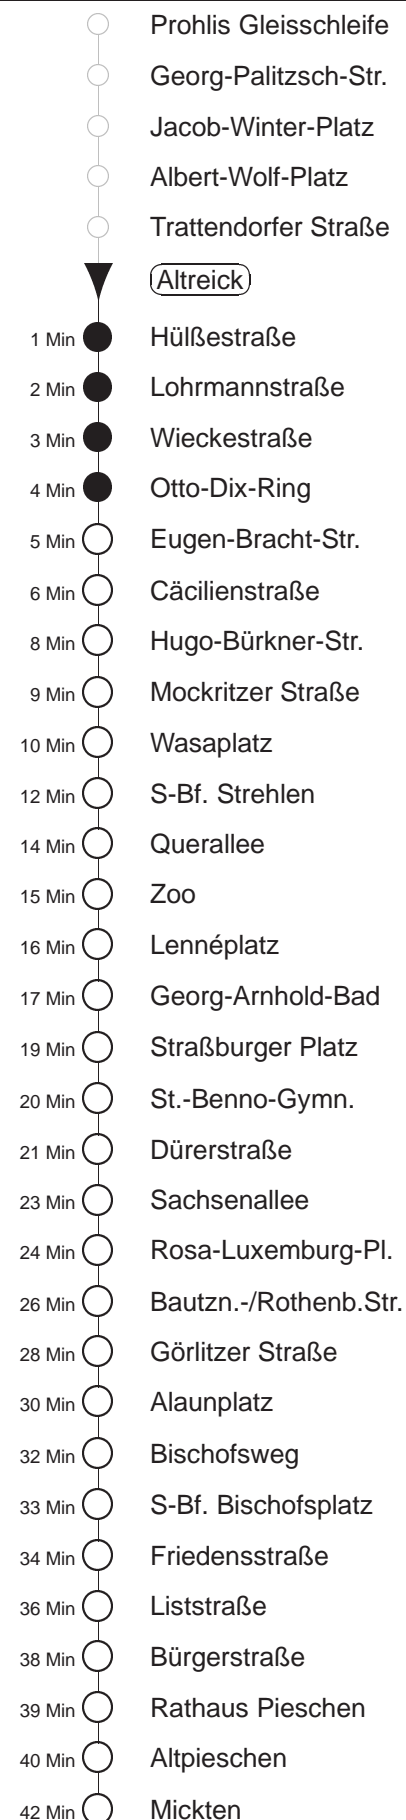 Prohlis Gleisschleife
Georg-Palitzsch-Str.
Jacob-Winter-Platz
Albert-Wolf-Platz
Trattendorfer Straße
Altreick
1 Min Hülßestraße
2 Min Lohrmannstraße
3 Min Wieckestraße
4 Min Otto-Dix-Ring
5 Min Eugen-Bracht-Str.
6 Min Cäcilienstraße
8 Min Hugo-Bürkner-Str.
9 Min Mockritzer Straße
10 Min Wasaplatz
12 Min S-Bf. Strehlen
14 Min Querallee
15 Min Zoo
16 Min Lennéplatz
17 Min Georg-Arnhold-Bad
19 Min Straßburger Platz
20 Min St.-Benno-Gymn.
21 Min Dürerstraße
23 Min Sachsenallee
24 Min Rosa-Luxemburg-Pl.
26 Min Bautzn.-/Rothenb.Str.
28 Min Görlitzer Straße
30 Min Alaunplatz
32 Min Bischofsweg
33 Min S-Bf. Bischofsplatz
34 Min Friedensstraße
36 Min Liststraße
38 Min Bürgerstraße
39 Min Rathaus Pieschen
40 Min Altpieschen
42 Min Mickten